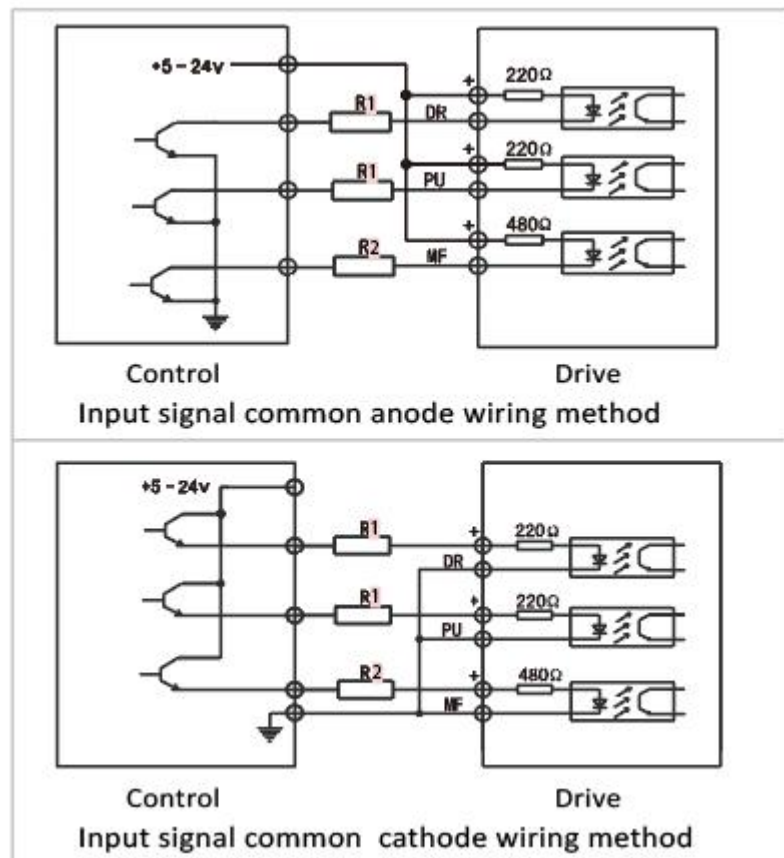 +5-24v
+
220Ω
R1
DR
+
220Ω
R1
PU
+
480Ω
R2
MF
Control
Drive
Input signal common anode wiring method
+5-24v
R1
+
220Ω
DR
R1
+
220Ω
PU
R2
+
480Ω
MF
Control
Drive
Input signal common cathode wiring method